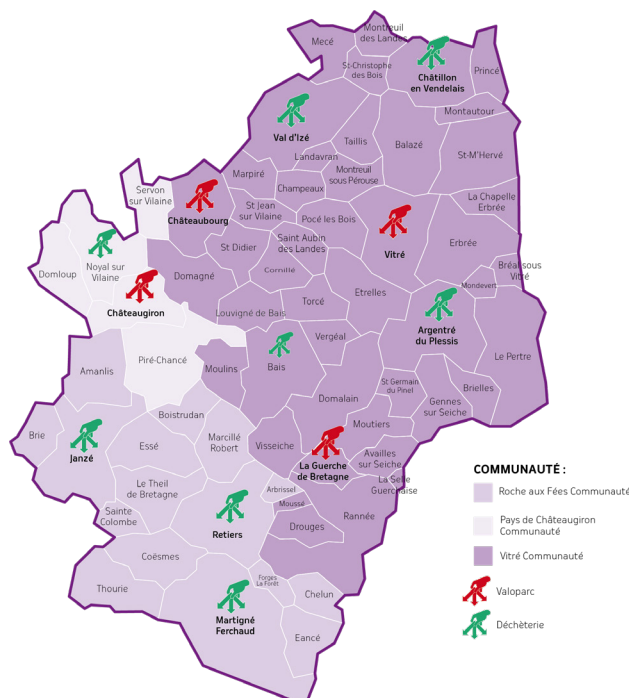 Mecé
Montreuil
des Landes
St-Christophe
des Bois
Châtillon
en Vendelais
Princé
Montautour
Val d'Izé
Taillis
Balazé
St-M'Hervé
Landavran
Montreuil
sous Pérouse
Marpiré
Champeaux
Servon
sur Vilaine
Châteaubourg
St Jean
sur Vilaine
Pocé les Bois
Vitré
La Chapelle
Erbrée
Erbrée
Noyal sur
Vilaine
Domloup
St Didier
Saint Aubin
des Landes
Cornillé
Domagné
Bréal sous
Vitré
Mondevert
Châteaugiron
Louvigné de Bais
Torcé
Etrelles
Argentré
du Plessis
Vergéal
Le Pertre
Piré-Chancé
Amanlis
Moulins
Bais
St Germain
du Pinel
Brielles
Gennes
sur Seiche
Domalain
Boistrudan
Moutiers
Brie
Janzé
Essé
Marcillé
Robert
Visseiche
La Guerche
de Bretagne
Availles
sur Seiche
La Selle
Guerchaise
Le Theil
de Bretagne
Arbrissel
Moussé
Rannée
Sainte
Colombe
Retiers
Drouges
Coësmes
Forges
La Forêt
Thourie
Martigné
Ferchaud
Chelun
Eancé
COMMUNAUTÉ :
Roche aux Fées Communauté
Pays de Châteaugiron
Communauté
Vitré Communauté
Valoparc
Déchèterie